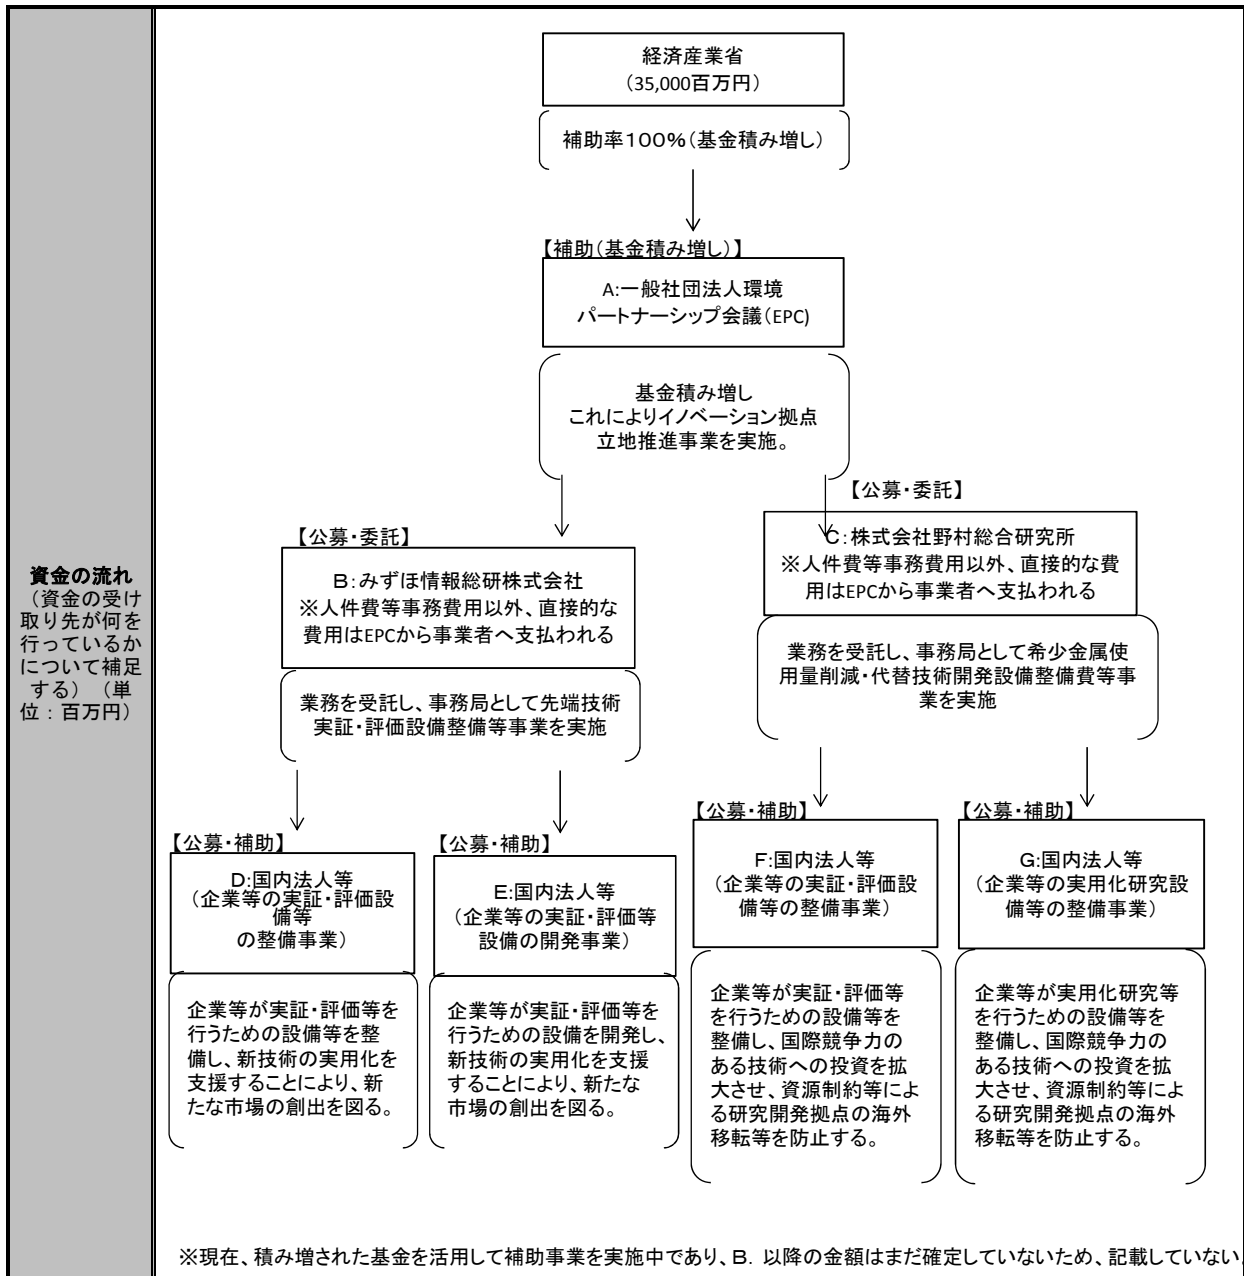 資金の流れ
（資金の受け
取り先が何を
行っているか
について補足
する）（単
位：百万円）
経済産業省
（35,000百万円）
補助率１００％（基金積み増し）
【補助（基金積み増し）】
A:一般社団法人環境
パートナーシップ会議（EPC)
基金積み増し
これによりイノベーション拠点
立地推進事業を実施。
【公募・委託】
B：みずほ情報総研株式会社
※人件費等事務費用以外、直接的な
費用はEPCから事業者へ支払われる
業務を受託し、事務局として先端技術
実証・評価設備整備等事業を実施
【公募・委託】
C：株式会社野村総合研究所
※人件費等事務費用以外、直接的な費
用はEPCから事業者へ支払われる
業務を受託し、事務局として希少金属使
用量削減・代替技術開発設備整備費等事
業を実施
【公募・補助】
D:国内法人等
（企業等の実証・評価設
備等
の整備事業）
企業等が実証・評価等を
行うための設備等を整
備し、新技術の実用化を
支援することにより、新
たな市場の創出を図る。
【公募・補助】
E:国内法人等
（企業等の実証・評価等
設備の開発事業）
企業等が実証・評価等を
行うための設備を開発し、
新技術の実用化を支援
することにより、新たな
市場の創出を図る。
【公募・補助】
F：国内法人等
（企業等の実証・評価設
備等の整備事業）
企業等が実証・評価等
を行うための設備等を
整備し、国際競争力の
ある技術への投資を拡
大させ、資源制約等によ
る研究開発拠点の海外
移転等を防止する。
【公募・補助】
G：国内法人等
（企業等の実用化研究設
備等の整備事業）
企業等が実用化研究等
を行うための設備等を
整備し、国際競争力の
ある技術への投資を拡
大させ、資源制約等によ
る研究開発拠点の海外
移転等を防止する。
※現在、積み増された基金を活用して補助事業を実施中であり、Ｂ．以降の金額はまだ確定していないため、記載していない。